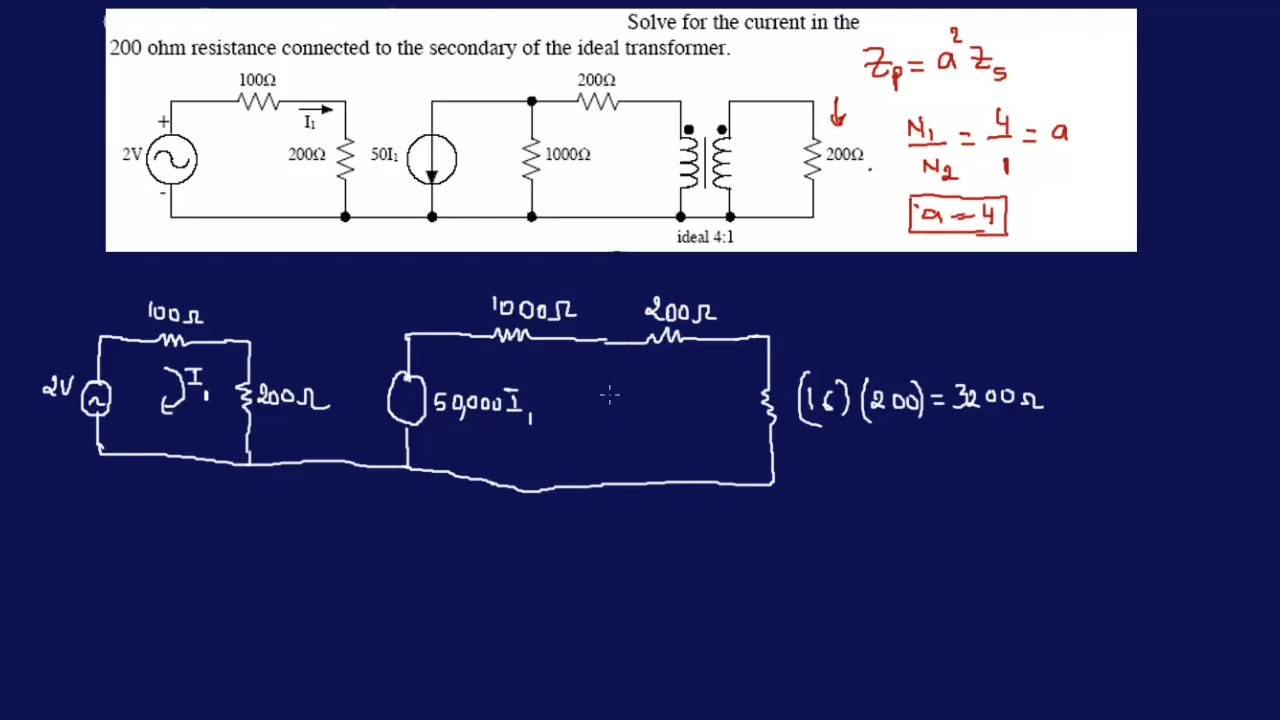 Solve for the current in the
200 ohm resistance connected to the secondary of the ideal transformer.
100Ω
I₁
+
2V
-
200Ω
50I₁
1000Ω
200Ω
200Ω
ideal 4:1
Zp = a² Zs
N₁/N₂ = 4/1 = a
a = 4
100Ω
2V
I₁
200Ω
50,000I₁
1000Ω
200Ω
(16)(200) = 3200Ω